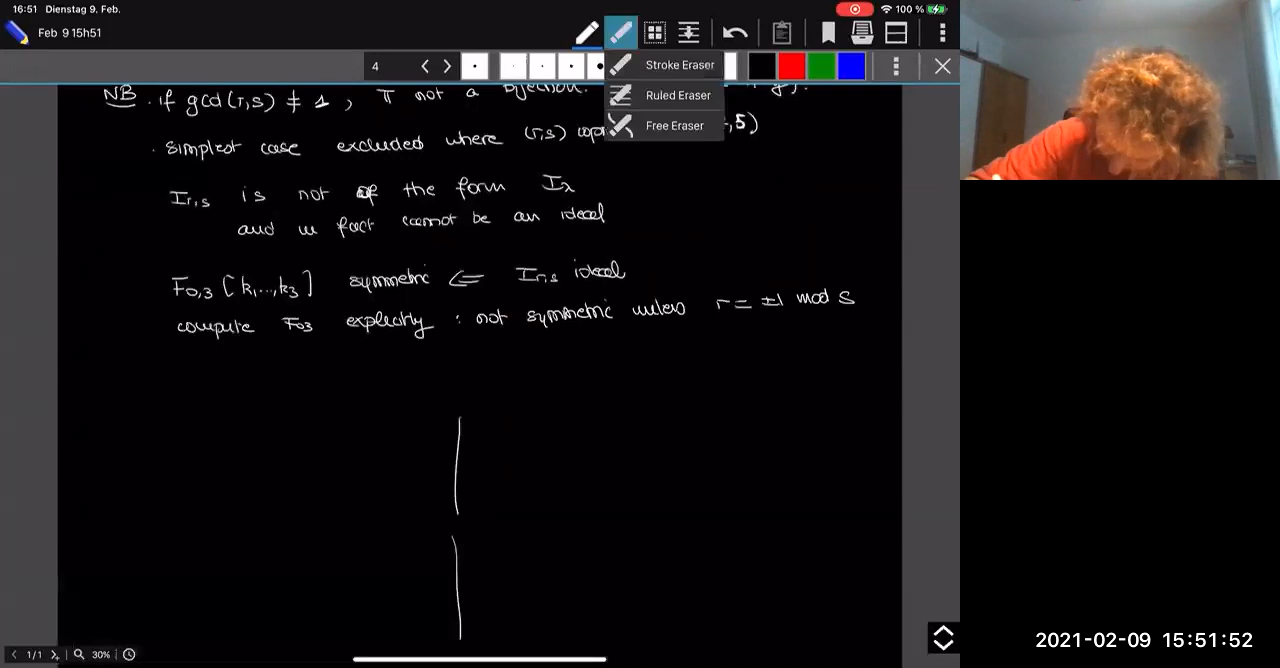 16:51 Dienstag 9. Feb.
100 %
Feb 9 15h51
4
Stroke Eraser
Ruled Eraser
Free Eraser
NB · if gcd(r,s) ≠ 1, π not a bijection.
· simplest case excluded where (r,s) ,5)
Ir,s is not of the form Iλ
and in fact cannot be an ideal
F0,3 [k1,...,k3] symmetric ⇐ Ir,s ideal
compute F03 explicitly : not symmetric unless r = ±1 mod s
1/1
30%
2021-02-09 15:51:52